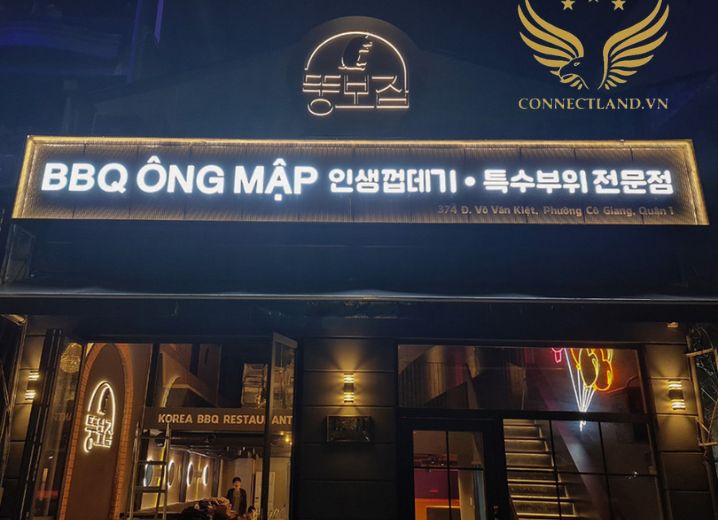 CONNECTLAND.VN
뚱보집
BBQ ÔNG MẬP 인생껍데기 • 특수부위 전문점
374 Đ. Võ Văn Kiệt, Phường Cô Giang, Quận 1
뚱보집
KOREA BBQ RESTAURANT